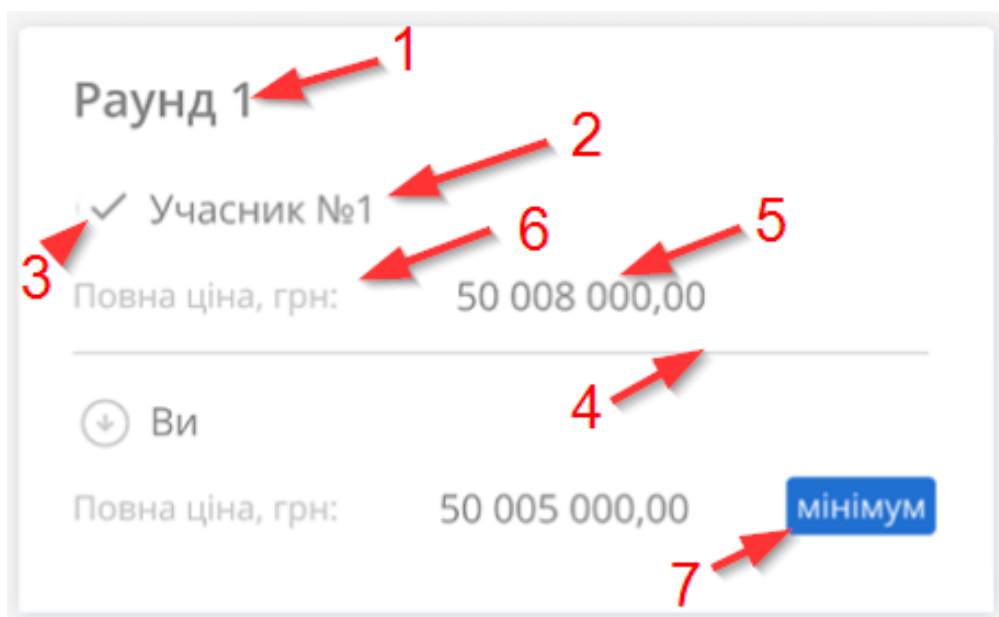 1
Раунд 1
2
Учасник №1
3
6
5
Повна ціна, грн: 50 008 000,00
4
Ви
Повна ціна, грн: 50 005 000,00 мінімум
7